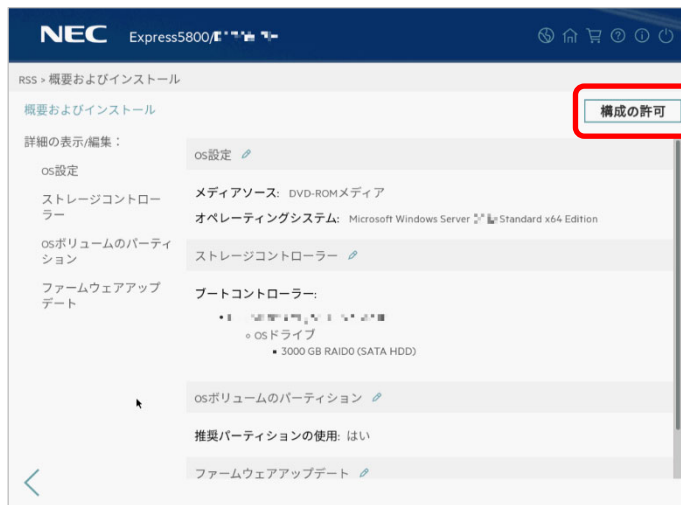 NEC Express5800/
RSS > 概要およびインストール
概要およびインストール
構成の許可
詳細の表示/編集：
OS設定
ストレージコントロー
ラー
OSボリュームのパーティ
ション
ファームウェアアップ
デート
OS設定
メディアソース: DVD-ROMメディア
オペレーティングシステム: Microsoft Windows Server Standard x64 Edition
ストレージコントローラー
ブートコントローラー:
OSドライブ
3000 GB RAID0 (SATA HDD)
OSボリュームのパーティション
推奨パーティションの使用: はい
ファームウェアアップデート